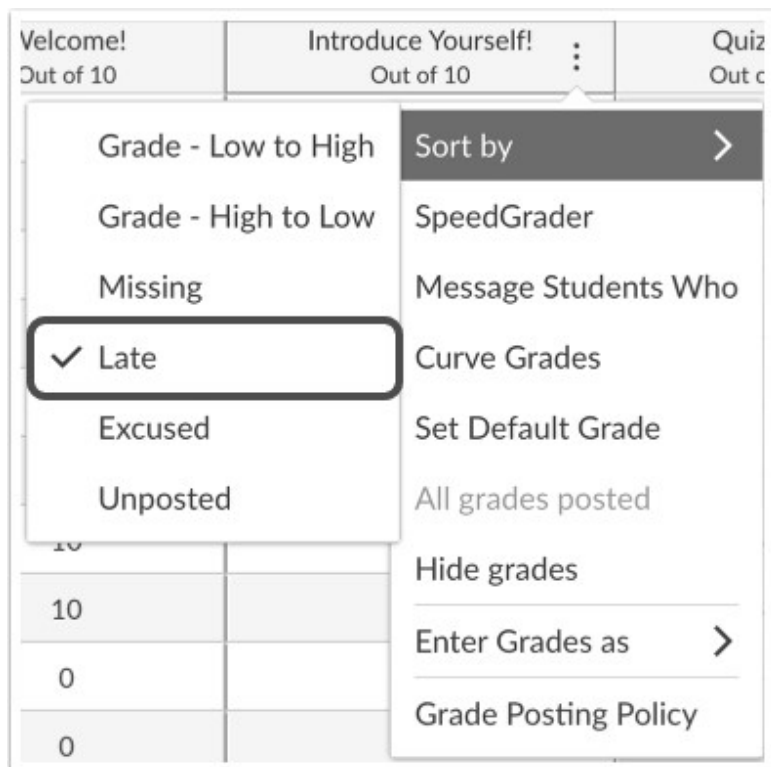 Introduce Yourself!
Out of 10
Quiz
Out of 10
Grade - Low to High
Grade - High to Low
Missing
Late
Excused
Unposted
Sort by
SpeedGrader
Message Students Who
Curve Grades
Set Default Grade
All grades posted
Hide grades
Enter Grades as
Grade Posting Policy
10
0
0